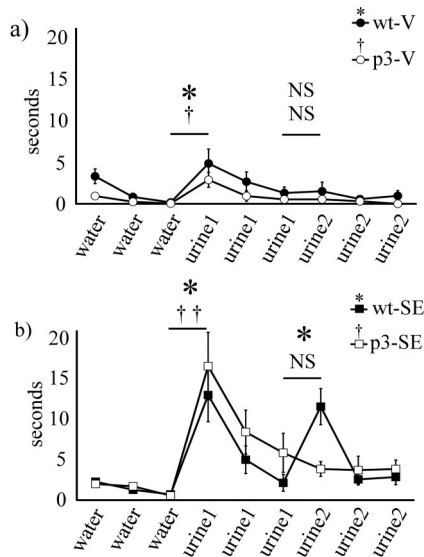 a)
* wt-V
† p3-V
seconds
20
15
10
5
0
*
†
NS
NS
water
water
water
urine1
urine1
urine1
urine2
urine2
urine2
b)
* wt-SE
† p3-SE
seconds
20
15
10
5
0
*
† †
*
NS
water
water
water
urine1
urine1
urine1
urine2
urine2
urine2